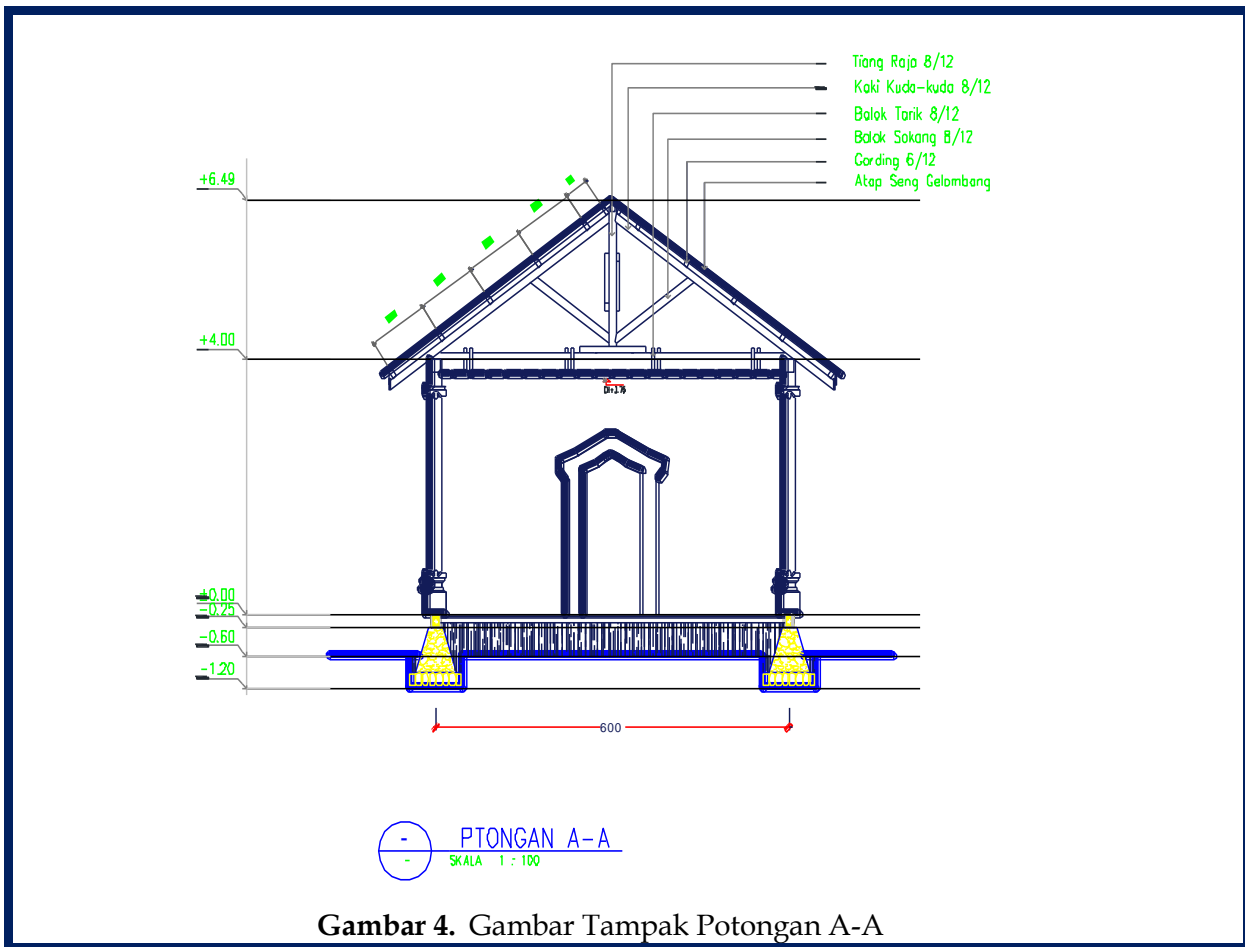 Tiang Raja 8/12
Kaki Kuda-kuda 8/12
Balok Tarik 8/12
Balok Sokang 8/12
Gording 6/12
Atap Seng Gelombang
+6.49
+4.00
±0.00
-0.25
-0.60
-1.20
600
-
PTONGAN A-A
-
SKALA 1 : 100
Gambar 4. Gambar Tampak Potongan A-A